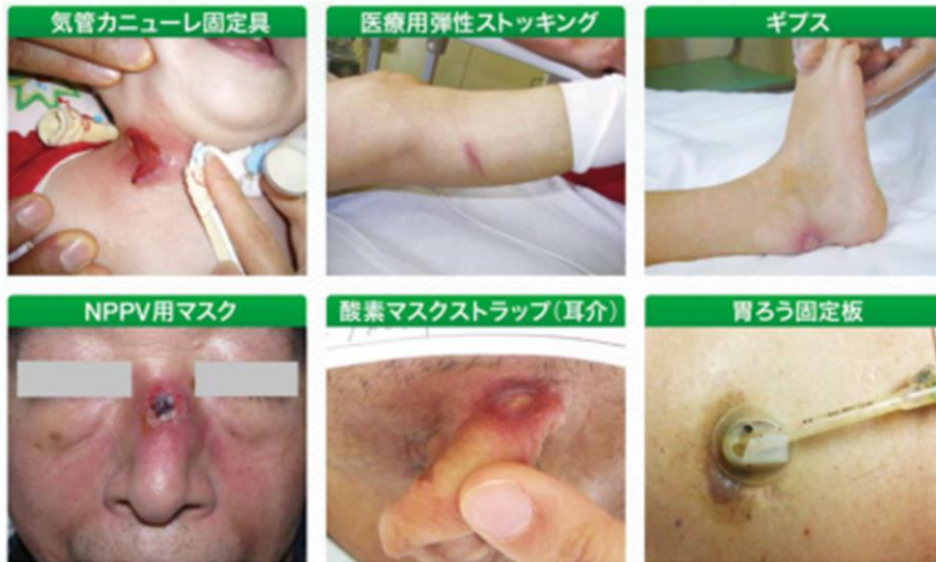 気管カニューレ固定具
医療用弾性ストッキング
ギプス
NPPV用マスク
酸素マスクストラップ(耳介)
胃ろう固定板